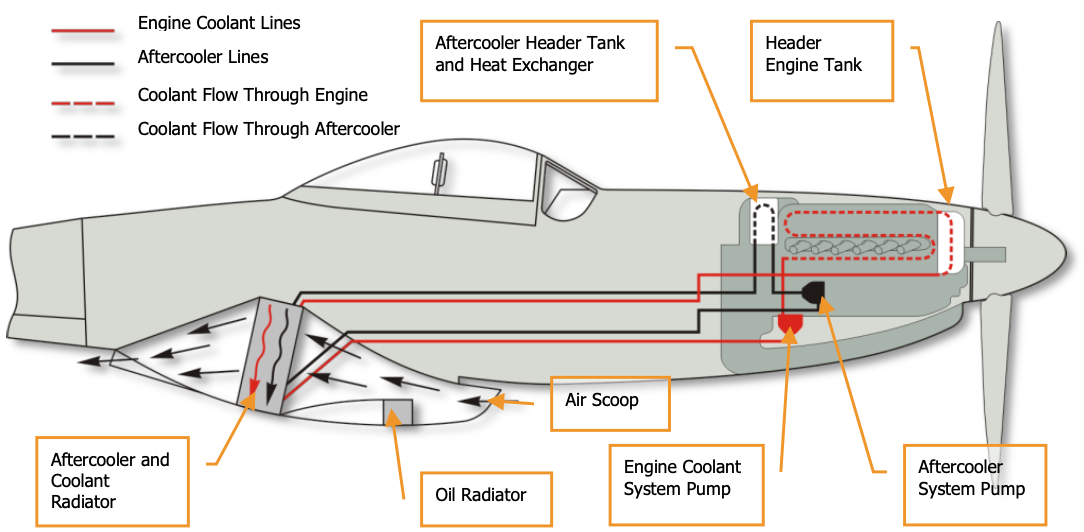 Engine Coolant Lines
Aftercooler Lines
Coolant Flow Through Engine
Coolant Flow Through Aftercooler
Aftercooler Header Tank
and Heat Exchanger
Header
Engine Tank
Air Scoop
Aftercooler and
Coolant
Radiator
Oil Radiator
Engine Coolant
System Pump
Aftercooler
System Pump